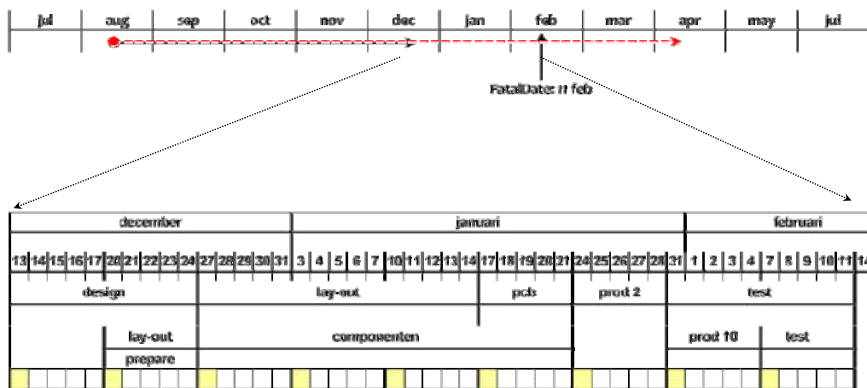 jul aug sep oct nov dec jan feb mar apr may jul
FatalDate: 11 feb
december januari februari
13 14 15 16 17 20 21 22 23 24 27 28 29 30 31 3 4 5 6 7 10 11 12 13 14 17 18 19 20 21 24 25 26 27 28 31 1 2 3 4 7 8 9 10 11 14
design lay-out pcb prod 2 test
lay-out componenten prod 10 test
prepare